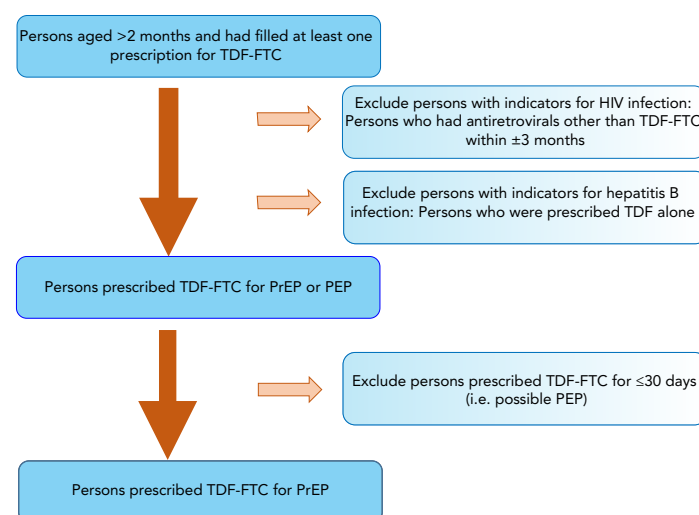 Persons aged >2 months and had filled at least one
prescription for TDF-FTC
Exclude persons with indicators for HIV infection:
Persons who had antiretrovirals other than TDF-FTC
within ±3 months
Exclude persons with indicators for hepatitis B
infection: Persons who were prescribed TDF alone
Persons prescribed TDF-FTC for PrEP or PEP
Exclude persons prescribed TDF-FTC for ≤30 days
(i.e. possible PEP)
Persons prescribed TDF-FTC for PrEP